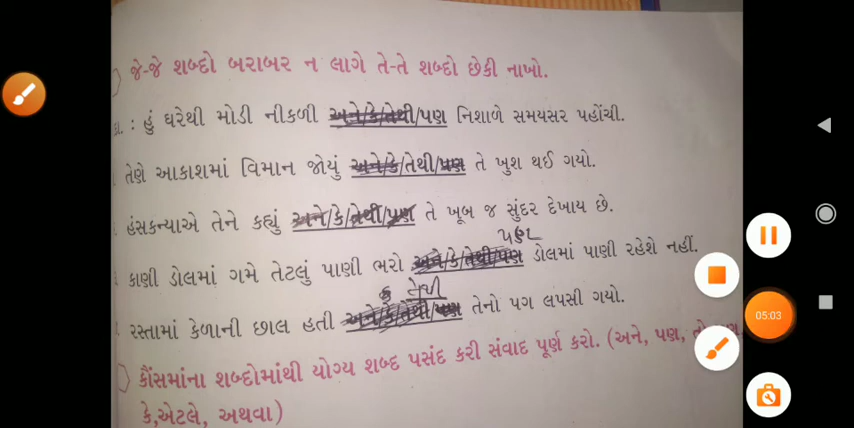 જે-જે શબ્દો બરાબર ન લાગે તે-તે શબ્દો છેકી નાખો.
ઘ. : હું ઘરેથી મોડી નીકળી અને/કે/તેથી/પણ નિશાળે સમયસર પહોંચી.
તેણે આકાશમાં વિમાન જોયું અને/કે/તેથી/પણ તે ખુશ થઈ ગયો.
હંસકન્યાએ તેને કહ્યું અને/કે/તેથી/પણ તે ખૂબ જ સુંદર દેખાય છે.
પણ
કાણી ડોલમાં ગમે તેટલું પાણી ભરો અને/કે/તેથી/પણ ડોલમાં પાણી રહેશે નહીં.
તેથી
રસ્તામાં કેળાની છાલ હતી અને/કે/તેથી/પણ તેનો પગ લપસી ગયો.
કૌંસમાંના શબ્દોમાંથી યોગ્ય શબ્દ પસંદ કરી સંવાદ પૂર્ણ કરો. (અને, પણ,
કે,એટલે, અથવા)
05:03